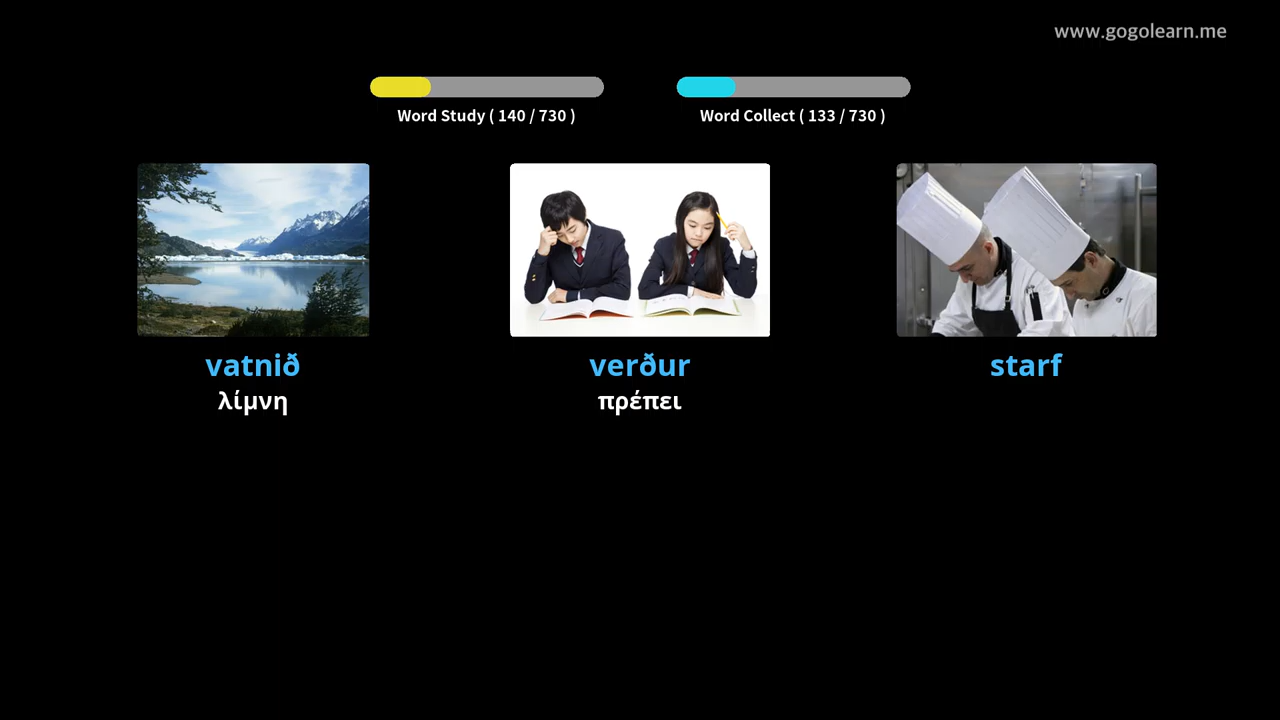 www.gogolearn.me
Word Study ( 140 / 730 )
Word Collect ( 133 / 730 )
vatnið
λίμνη
verður
πρέπει
starf